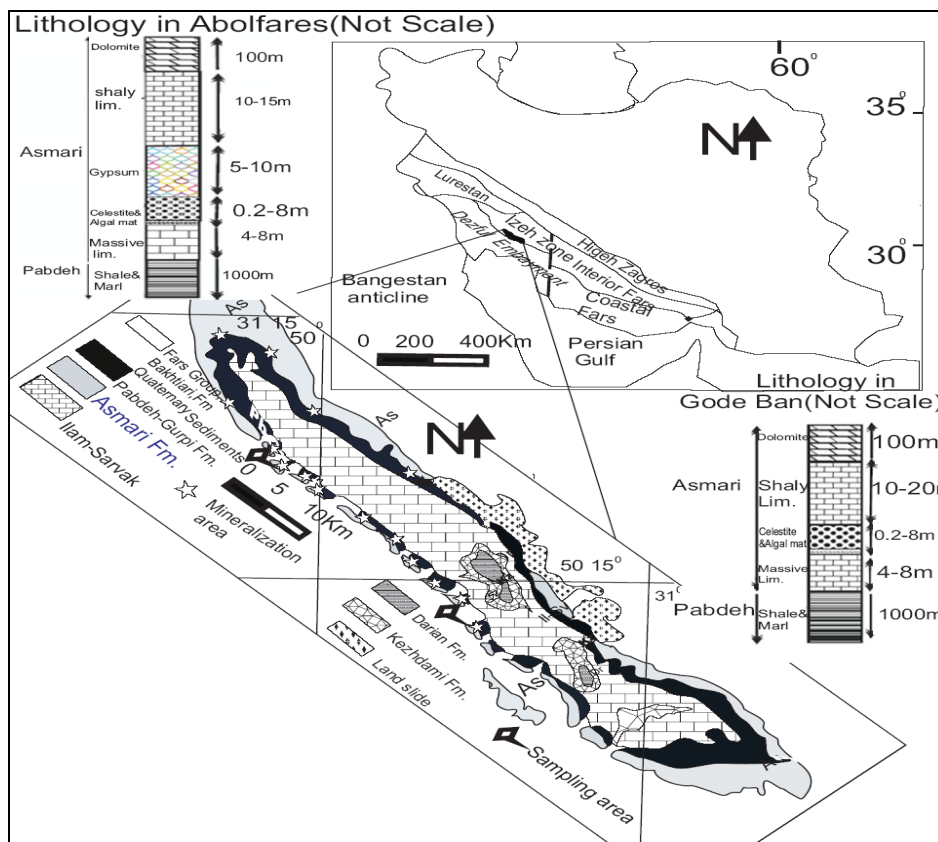 Lithology in Abolfares(Not Scale)
Dolomite
100m
shaly
lim.
10-15m
Asmari
Gypsum
5-10m
Celestite&
Algal mat
0.2-8m
Massive
lim.
4-8m
Pabdeh
Shale&
Marl
1000m
60°
35°
N
Lurestan
Izeh zone
Higeh Zagros
Dezful Embayment
Interior Fars
30°
Bangestan
anticline
Coastal
Fars
0 200 400Km
Persian
Gulf
Lithology in
Gode Ban(Not Scale)
Dolomite
100m
Asmari
Shaly
Lim.
10-20m
Celestite
&Algal mat
0.2-8m
Massive
Lim.
4-8m
Pabdeh
Shale&
Marl
1000m
As
31 15°
50°
Fars Group
Bakhtiari,Fm
Quaternary Sediments
Pabdeh-Gurpi Fm.
Asmari Fm.
Ilam-Sarvak
As
N
0 5 10Km
Mineralization
area
50 15°
31°
Darian Fm.
Kezhdami Fm.
Land slide
As
Sampling area